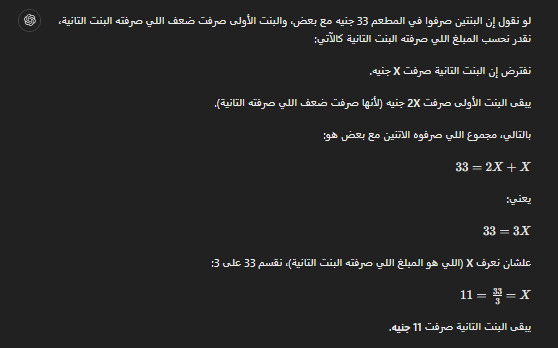 لو نقول إن البنتين صرفوا في المطعم 33 جنيه مع بعض، والبنت الأولى صرفت ضعف اللي صرفته البنت التانية،
نقدر نحسب المبلغ اللي صرفته البنت التانية كالآتي:
نفترض إن البنت التانية صرفت X جنيه.
يبقى البنت الأولى صرفت 2X جنيه (لأنها صرفت ضعف اللي صرفته التانية).
بالتالي، مجموع اللي صرفوه الاتنين مع بعض هو:
33 = 2X + X
يعني:
33 = 3X
علشان نعرف X (اللي هو المبلغ اللي صرفته البنت التانية)، نقسم 33 على 3:
11 = 33/3 = X
يبقى البنت التانية صرفت 11 جنيه.